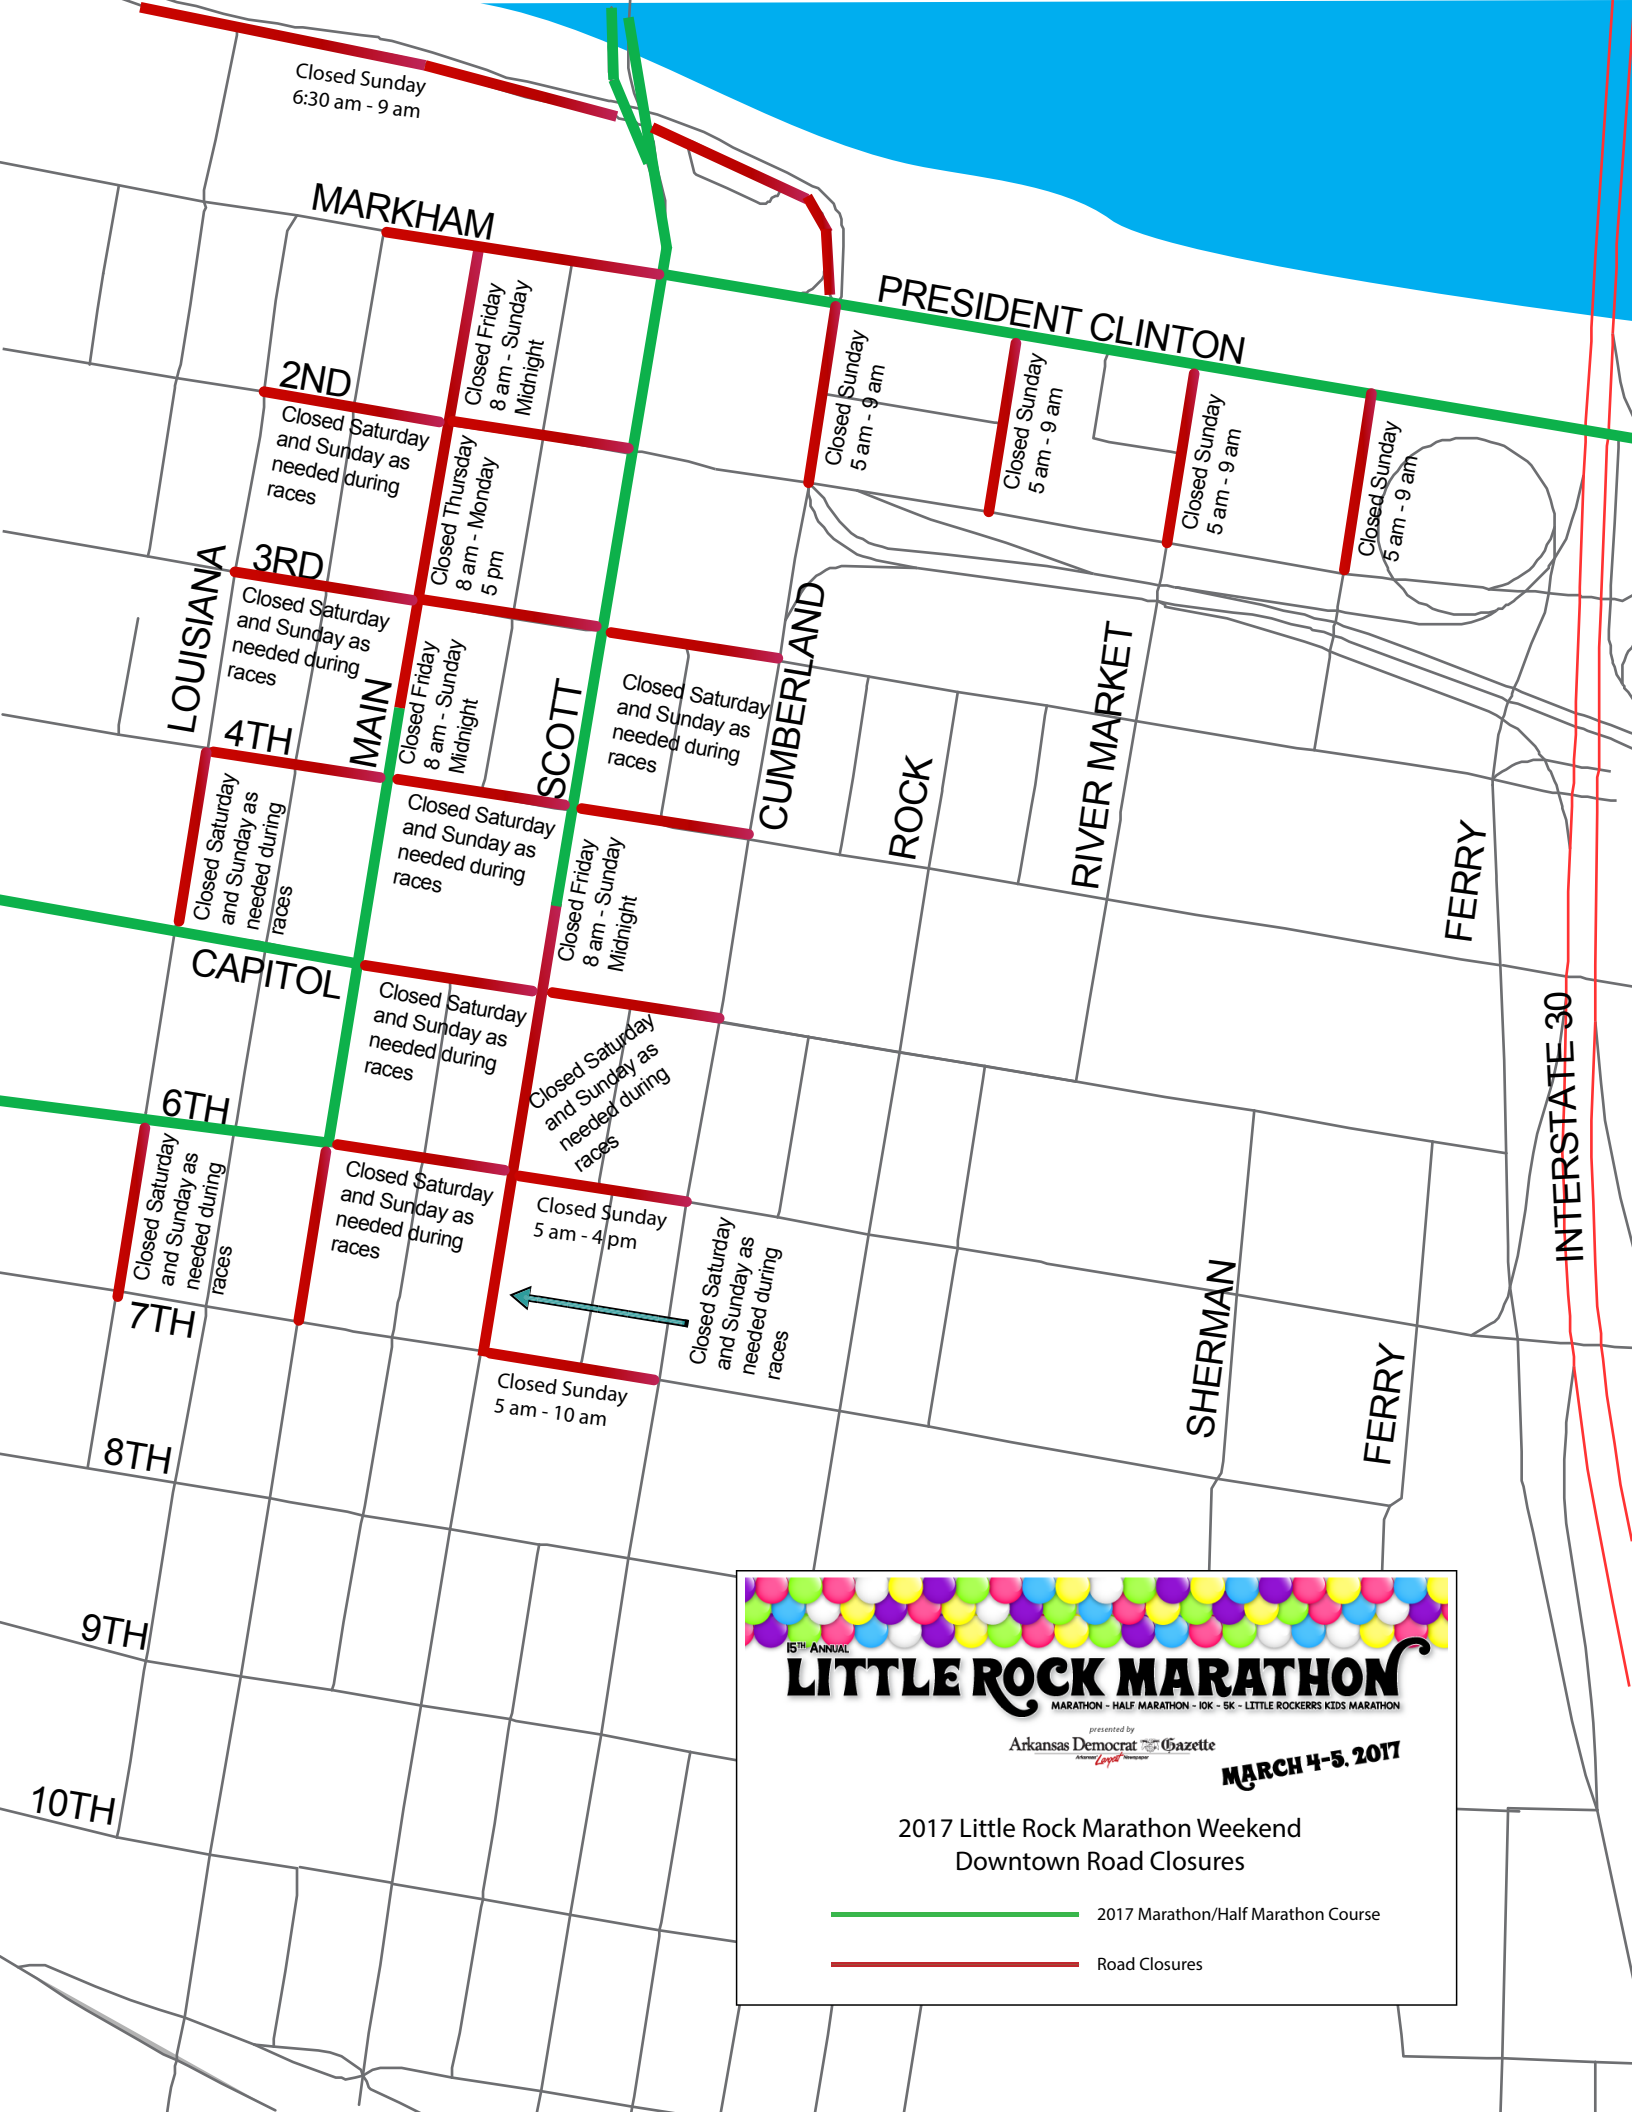 Closed Sunday
6:30 am - 9 am
MARKHAM
PRESIDENT CLINTON
Closed Friday
8 am - Sunday
Midnight
2ND
Closed Saturday
and Sunday as
needed during
races
Closed Thursday
8 am - Monday
5 pm
Closed Sunday
5 am - 9 am
Closed Sunday
5 am - 9 am
Closed Sunday
5 am - 9 am
Closed Sunday
5 am - 9 am
LOUISIANA
3RD
Closed Saturday
and Sunday as
needed during
races
MAIN
Closed Friday
8 am - Sunday
Midnight
SCOTT
Closed Saturday
and Sunday as
needed during
races
CUMBERLAND
ROCK
RIVER MARKET
FERRY
4TH
Closed Saturday
and Sunday as
needed during
races
Closed Saturday
and Sunday as
needed during
races
Closed Friday
8 am - Sunday
Midnight
CAPITOL
Closed Saturday
and Sunday as
needed during
races
Closed Saturday
and Sunday as
needed during
races
INTERSTATE 30
6TH
Closed Saturday
and Sunday as
needed during
races
Closed Saturday
and Sunday as
needed during
races
Closed Sunday
5 am - 4 pm
Closed Saturday
and Sunday as
needed during
races
SHERMAN
FERRY
7TH
Closed Sunday
5 am - 10 am
8TH
9TH
10TH
15TH ANNUAL
LITTLE ROCK MARATHON
MARATHON - HALF MARATHON - 10K - 5K - LITTLE ROCKERRS KIDS MARATHON
presented by
Arkansas Democrat Gazette
Arkansas' Largest Newspaper
MARCH 4-5, 2017
2017 Little Rock Marathon Weekend
Downtown Road Closures
2017 Marathon/Half Marathon Course
Road Closures